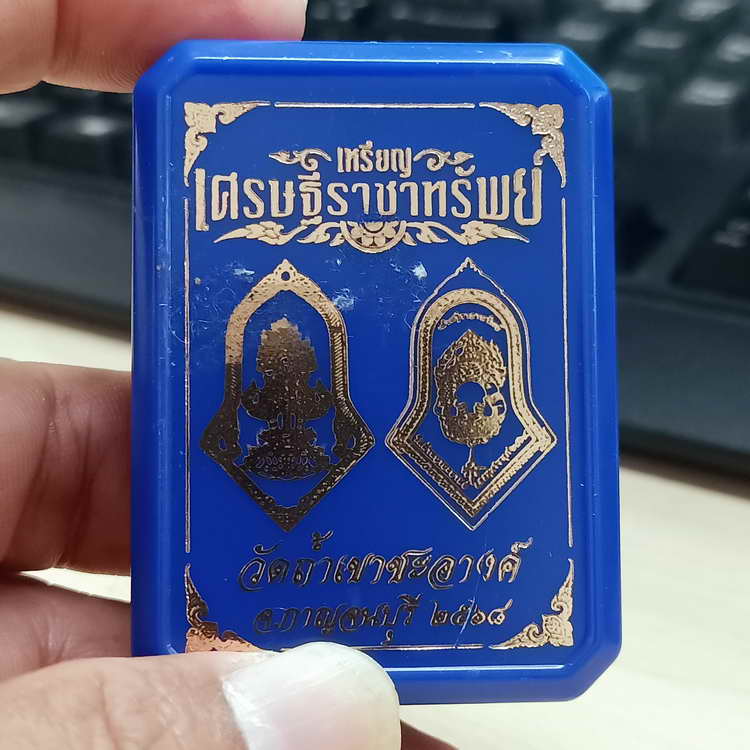 เหรียญ
เศรษฐีราชาทรัพย์
วัดถ้ำเขาชะอางค์
จ.กาญจนบุรี ๒๕๖๘